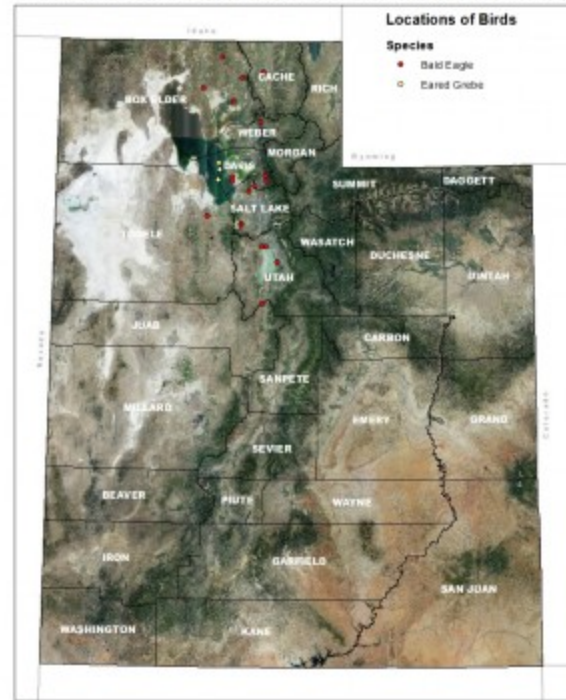 Locations of Birds
Species
Bald Eagle
Eared Grebe
Idaho
CACHE
RICH
BOX ELDER
WEBER
MORGAN
Wyoming
DAVIS
SUMMIT
DAGGETT
SALT LAKE
TOOELE
WASATCH
DUCHESNE
UINTAH
UTAH
JUAB
Nevada
CARBON
SANPETE
MILLARD
EMERY
GRAND
Colorado
SEVIER
BEAVER
PIUTE
WAYNE
IRON
GARFIELD
SAN JUAN
WASHINGTON
KANE